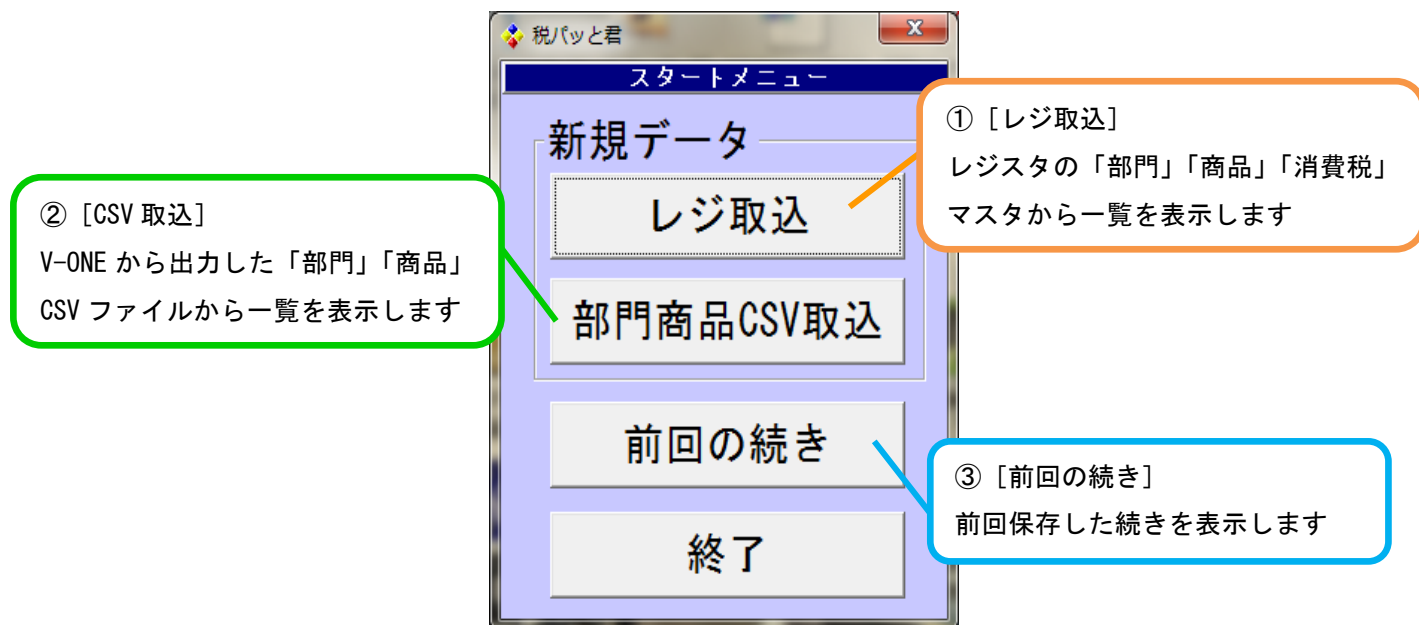 税パッと君
スタートメニュー
新規データ
レジ取込
部門商品CSV取込
前回の続き
終了
①［レジ取込］
レジスタの「部門」「商品」「消費税」
マスタから一覧を表示します
②［CSV 取込］
V-ONE から出力した「部門」「商品」
CSV ファイルから一覧を表示します
③［前回の続き］
前回保存した続きを表示します